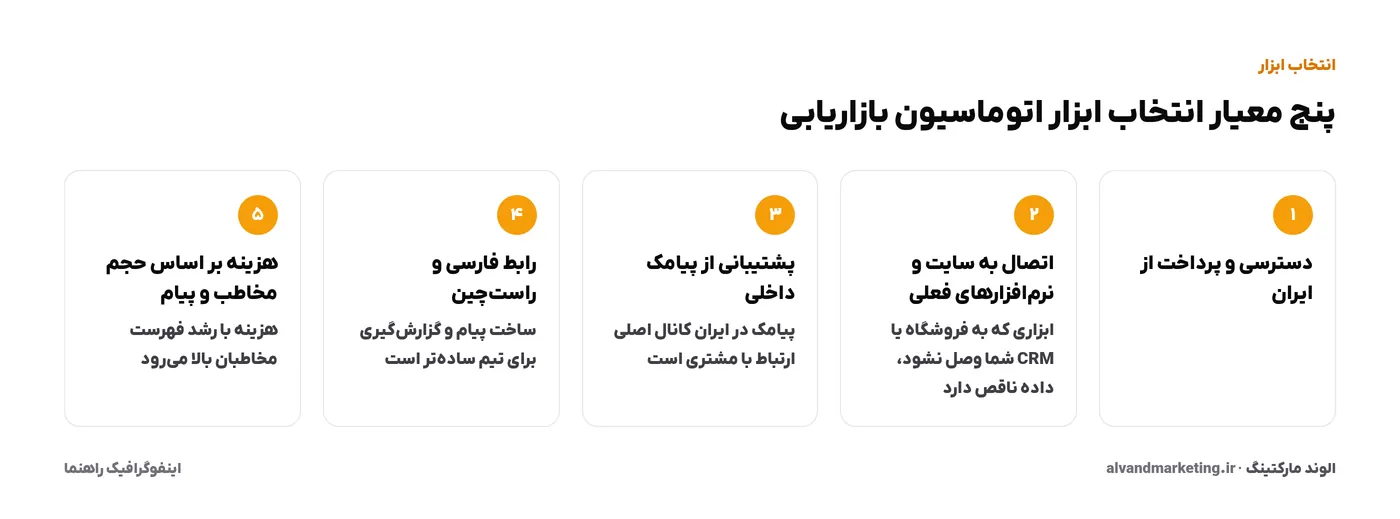 انتخاب ابزار
پنج معیار انتخاب ابزار اتوماسیون بازاریابی
۱
دسترسی و پرداخت از
ایران
۲
اتصال به سایت و
نرم‌افزارهای فعلی
ابزاری که به فروشگاه یا
CRM شما وصل نشود،
داده ناقص دارد
۳
پشتیبانی از پیامک
داخلی
پیامک در ایران کانال اصلی
ارتباط با مشتری است
۴
رابط فارسی و
راست‌چین
ساخت پیام و گزارش‌گیری
برای تیم ساده‌تر است
۵
هزینه بر اساس حجم
مخاطب و پیام
هزینه با رشد فهرست
مخاطبان بالا می‌رود
الوند مارکتینگ · alvandmarketing.ir
اینفوگرافیک راهنما